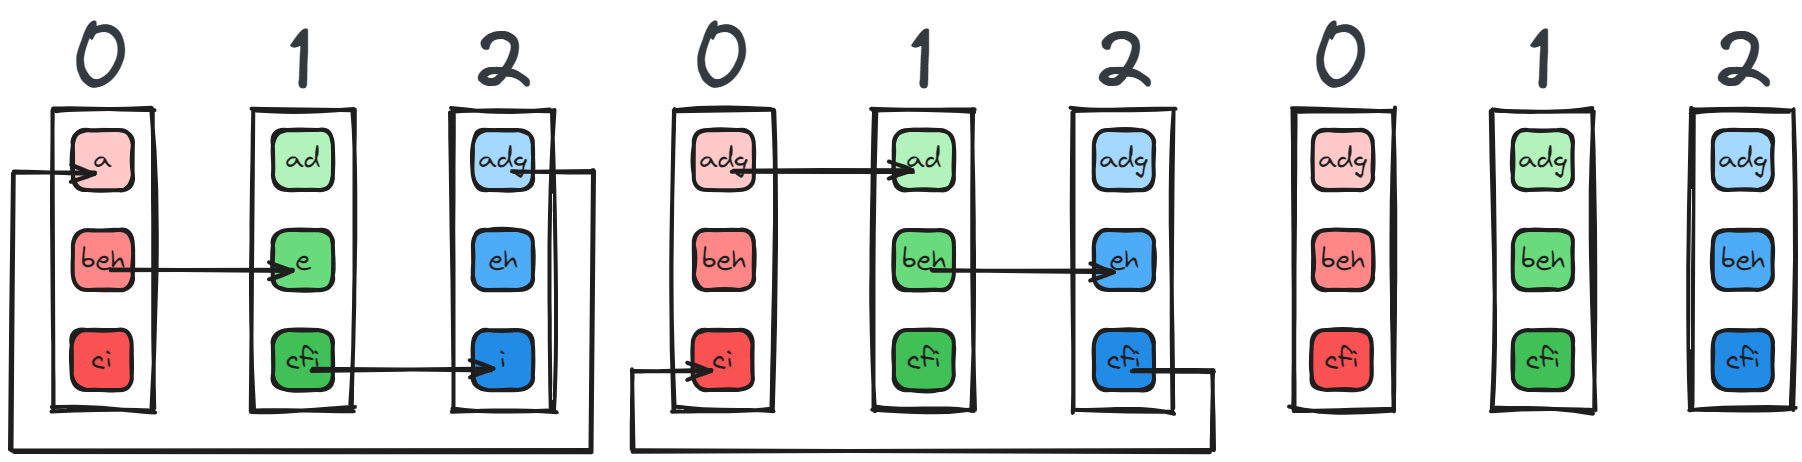 0 1 2 0 1 2 0 1 2
a ad adg adg ad adg adg adg adg
beh e eh beh beh eh beh beh beh
ci cfi i ci cfi cfi cfi cfi cfi